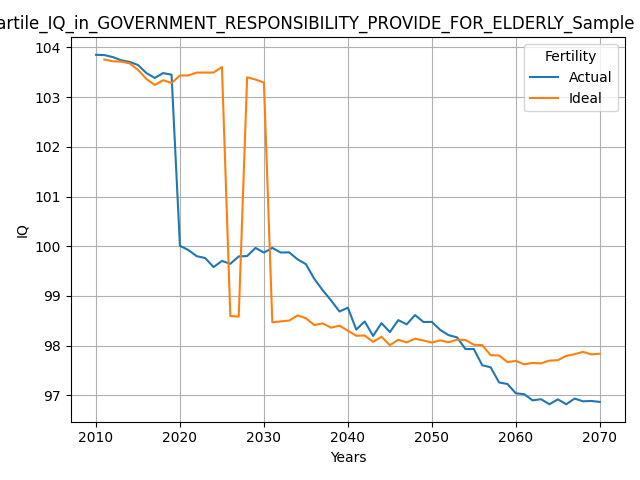 artile_IQ_in_GOVERNMENT_RESPONSIBILITY_PROVIDE_FOR_ELDERLY_Sample
Fertility
Actual
Ideal
104
103
102
101
100
99
98
97
IQ
2010 2020 2030 2040 2050 2060 2070
Years